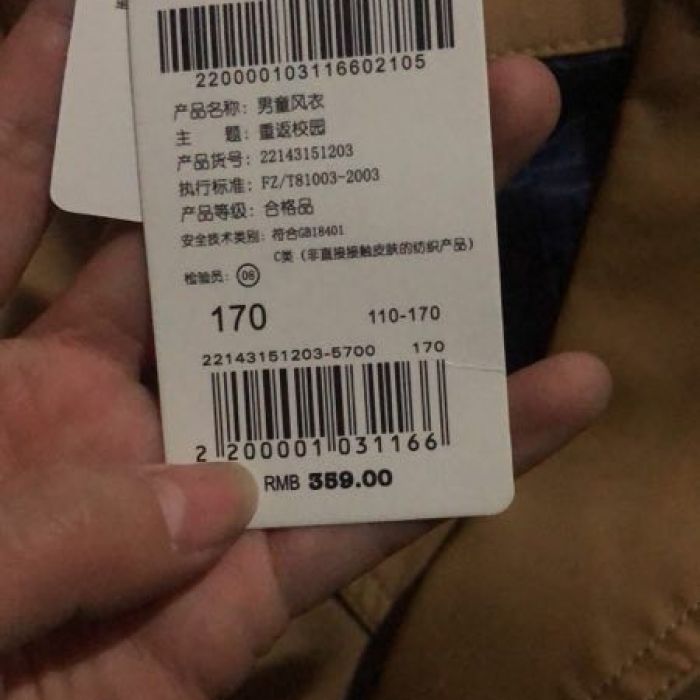 220000103116602105
产品名称: 男童风衣
主 题: 重返校园
产品货号: 22143151203
执行标准: FZ/T81003-2003
产品等级: 合格品
安全技术类别: 符合GB18401
C类 (非直接接触皮肤的纺织产品)
检验员: 06
170 110-170
22143151203-5700 170
2 200001 031166
RMB 359.00